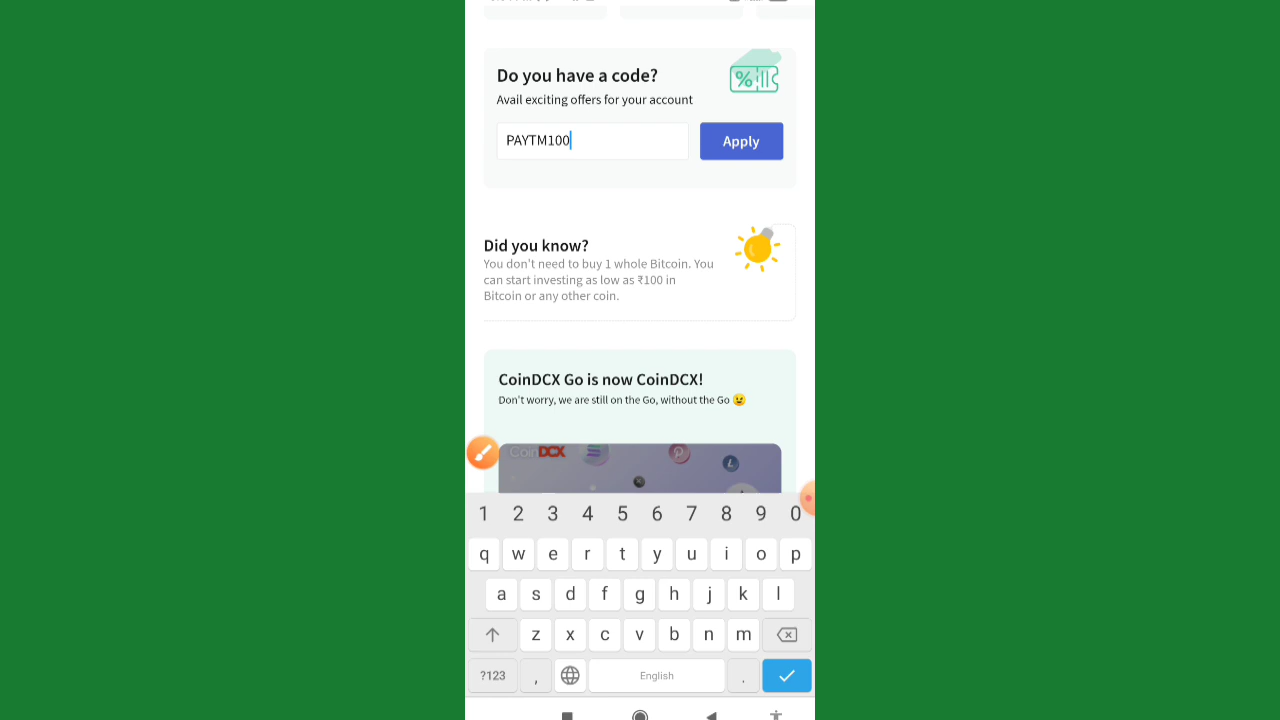 Do you have a code?
%
Avail exciting offers for your account
PAYTM100
Apply
Did you know?
You don't need to buy 1 whole Bitcoin. You
can start investing as low as ₹100 in
Bitcoin or any other coin.
CoinDCX Go is now CoinDCX!
Don't worry, we are still on the Go, without the Go 😉
CoinDCX
1 2 3 4 5 6 7 8 9 0
q w e r t y u i o p
a s d f g h j k l
z x c v b n m
?123 , English .